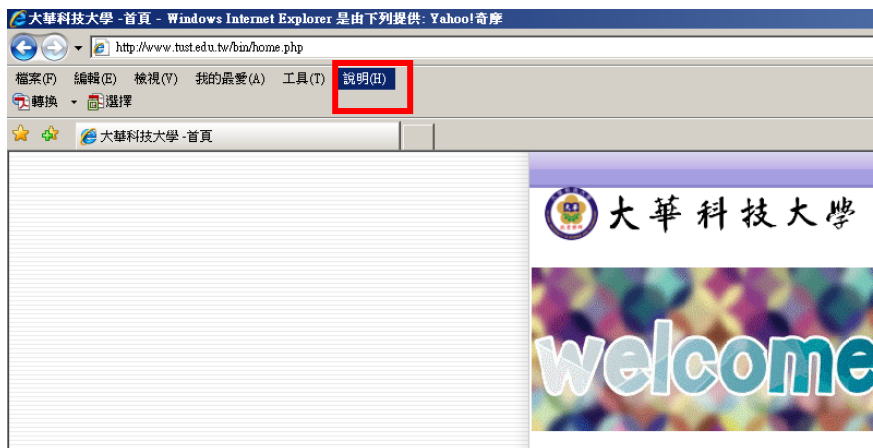 大華科技大學 -首頁 - Windows Internet Explorer 是由下列提供: Yahoo!奇摩
http://www.tust.edu.tw/bin/home.php
檔案(F) 編輯(E) 檢視(V) 我的最愛(A) 工具(T) 說明(H)
轉換 選擇
大華科技大學 -首頁
大華科技大學
welcome